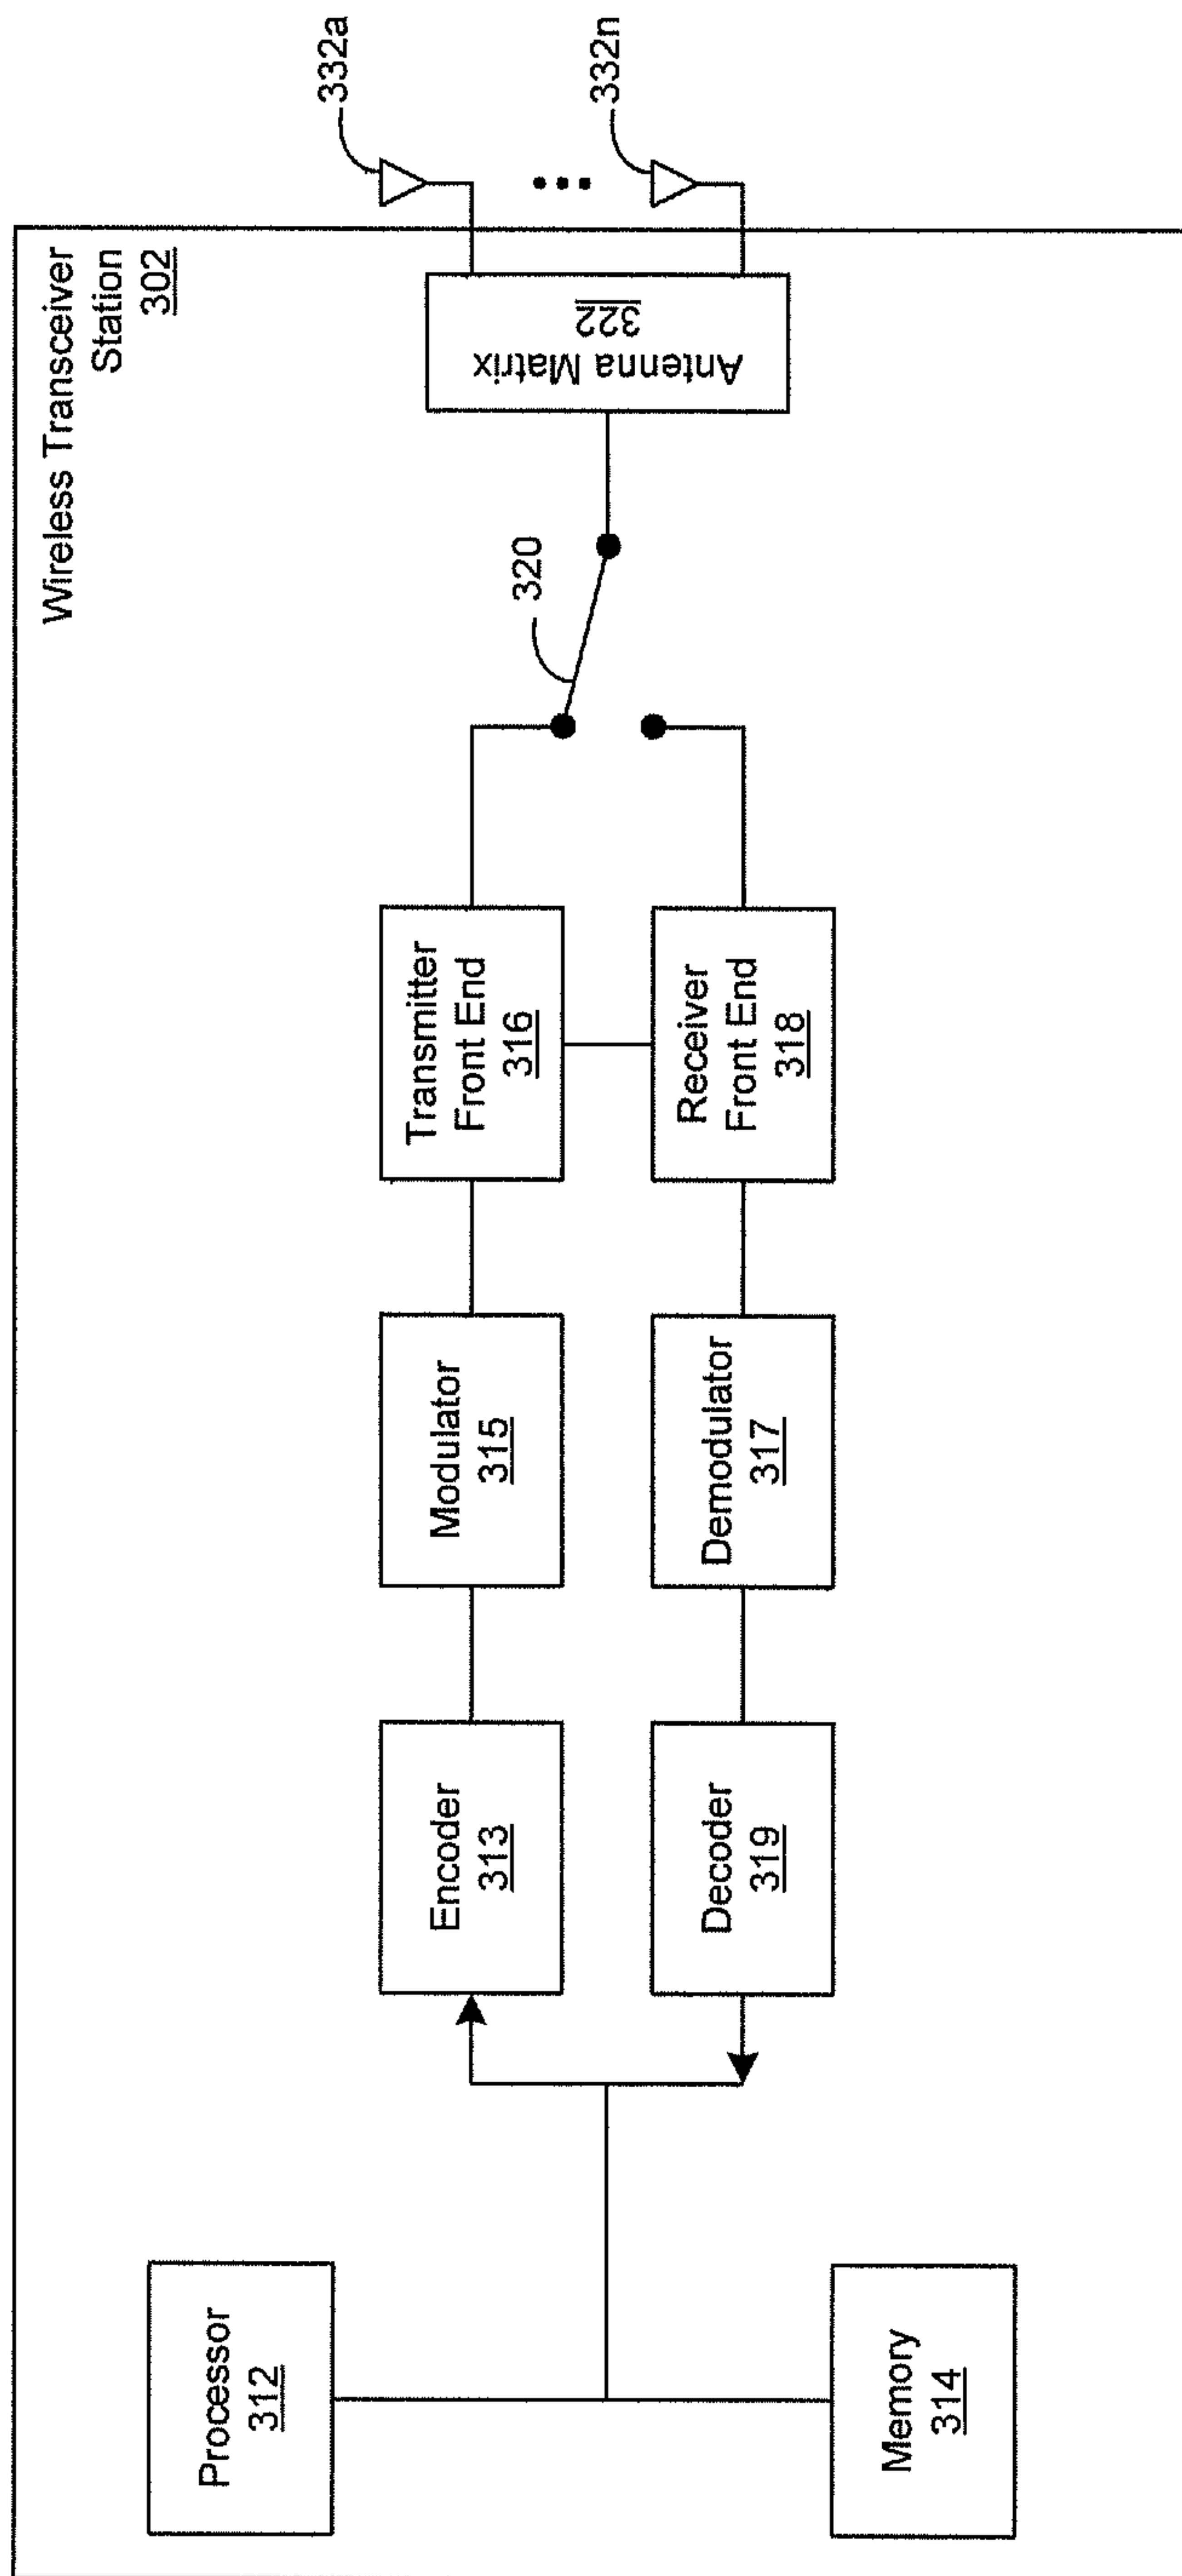 Wireless Transceiver
Station
302
Processor
312
Memory
314
Encoder
313
Modulator
315
Transmitter
Front End
316
Decoder
319
Demodulator
317
Receiver
Front End
318
320
Antenna Matrix
322
332a
332n